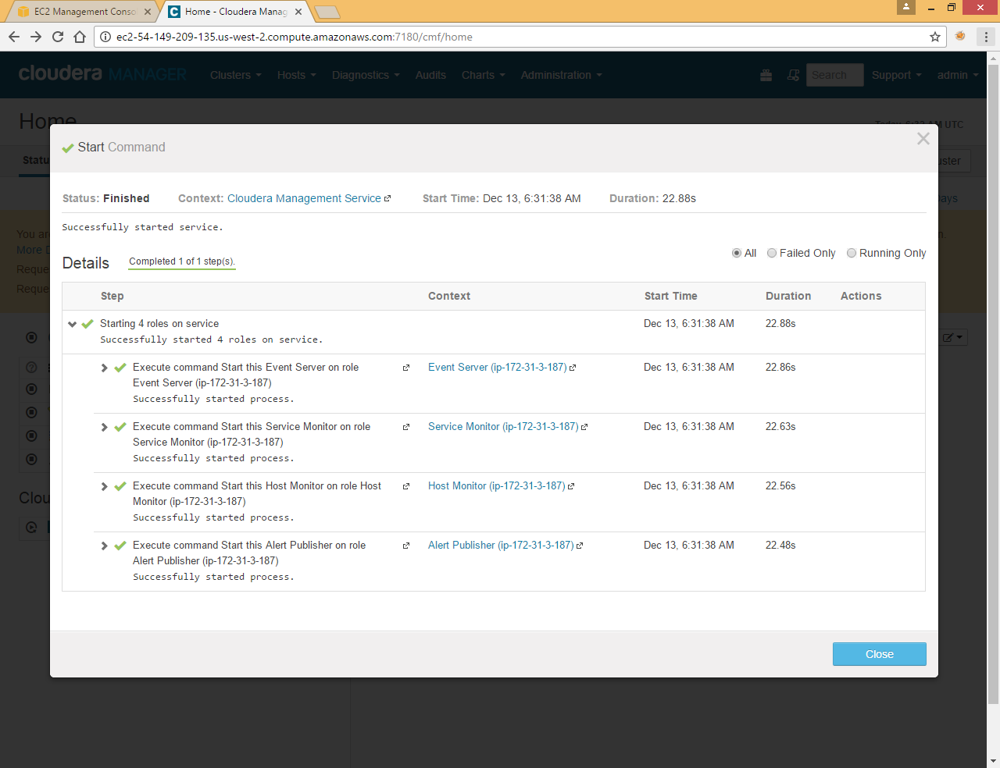 EC2 Management Conso
Home - Cloudera Manag
ec2-54-149-209-135.us-west-2.compute.amazonaws.com:7180/cmf/home
cloudera MANAGER Clusters Hosts Diagnostics Audits Charts Administration Search Support admin
Home
UTC
Statu
Start Command
Status: Finished Context: Cloudera Management Service Start Time: Dec 13, 6:31:38 AM Duration: 22.88s
Successfully started service.
Details Completed 1 of 1 step(s). All Failed Only Running Only
Step Context Start Time Duration Actions
Starting 4 roles on service Dec 13, 6:31:38 AM 22.88s
Successfully started 4 roles on service.
Execute command Start this Event Server on role Event Server (ip-172-31-3-187) Dec 13, 6:31:38 AM 22.86s
Event Server (ip-172-31-3-187)
Successfully started process.
Execute command Start this Service Monitor on role Service Monitor (ip-172-31-3-187) Dec 13, 6:31:38 AM 22.63s
Service Monitor (ip-172-31-3-187)
Successfully started process.
Execute command Start this Host Monitor on role Host Host Monitor (ip-172-31-3-187) Dec 13, 6:31:38 AM 22.56s
Monitor (ip-172-31-3-187)
Successfully started process.
Execute command Start this Alert Publisher on role Alert Publisher (ip-172-31-3-187) Dec 13, 6:31:38 AM 22.48s
Alert Publisher (ip-172-31-3-187)
Successfully started process.
Close